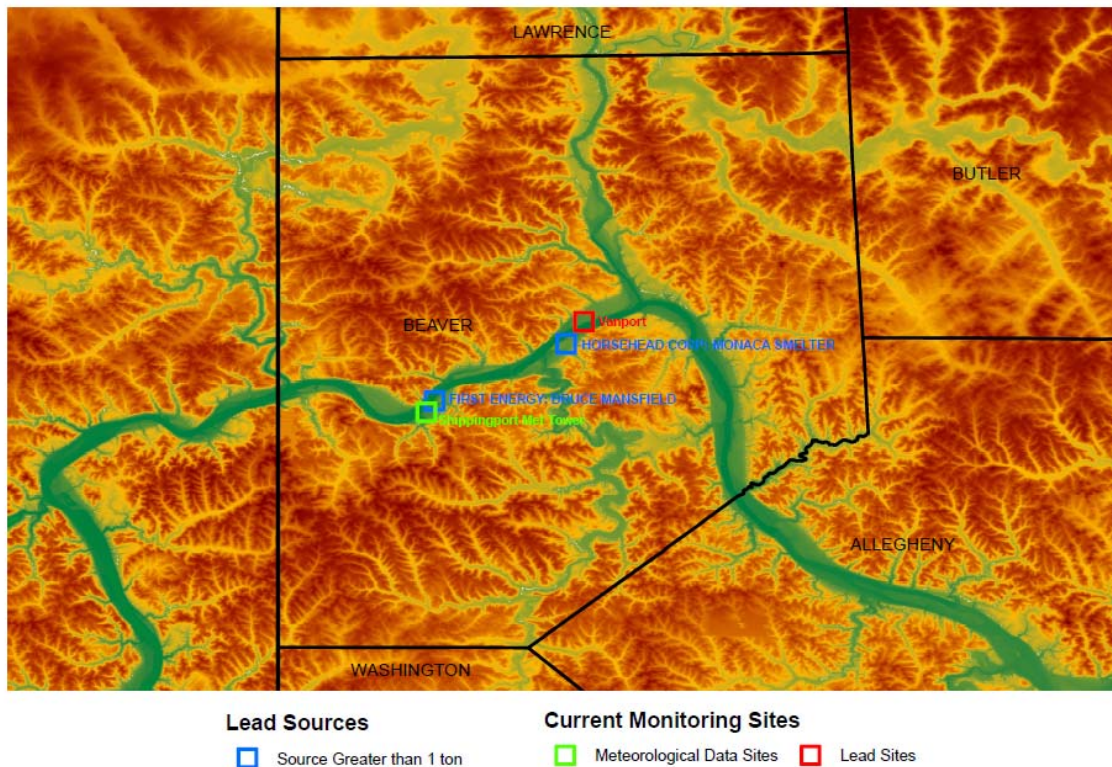 LAWRENCE
BUTLER
BEAVER
Vanport
HORSEHEAD CORP: MONACA SMELTER
FIRST ENERGY: BRUCE MANSFIELD
Shippingport Met Tower
ALLEGHENY
WASHINGTON
Lead Sources
Current Monitoring Sites
Source Greater than 1 ton
Meteorological Data Sites
Lead Sites